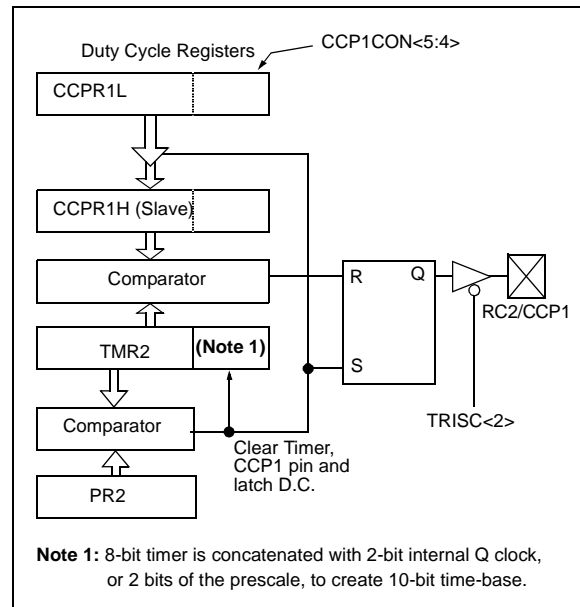 CCP1CON<5:4>
Duty Cycle Registers
CCPR1L
CCPR1H (Slave)
Comparator
R
Q
RC2/CCP1
TMR2
(Note 1)
S
TRISC<2>
Comparator
Clear Timer,
CCP1 pin and
latch D.C.
PR2
Note 1: 8-bit timer is concatenated with 2-bit internal Q clock,
or 2 bits of the prescale, to create 10-bit time-base.